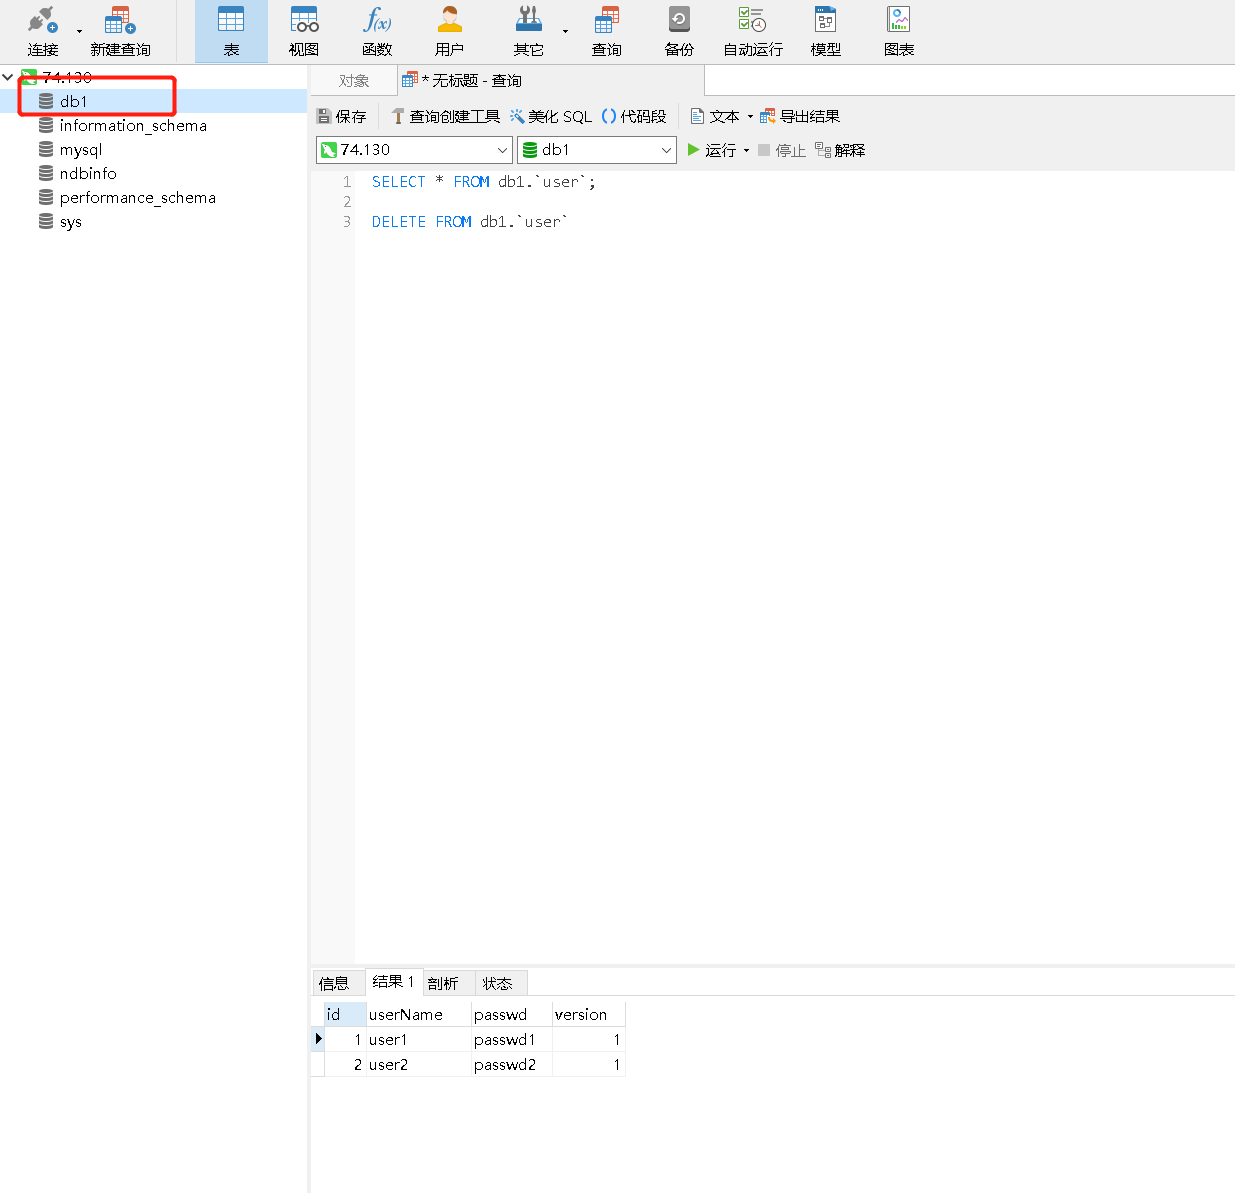 连接 新建查询 表 视图 函数 用户 其它 查询 备份 自动运行 模型 图表
74.130
db1
information_schema
mysql
ndbinfo
performance_schema
sys
对象 * 无标题 - 查询
保存 查询创建工具 美化 SQL () 代码段 文本 导出结果
74.130 db1 运行 停止 解释
1 SELECT * FROM db1.`user`;
2
3 DELETE FROM db1.`user`
信息 结果 1 剖析 状态
id userName passwd version
1 user1 passwd1 1
2 user2 passwd2 1